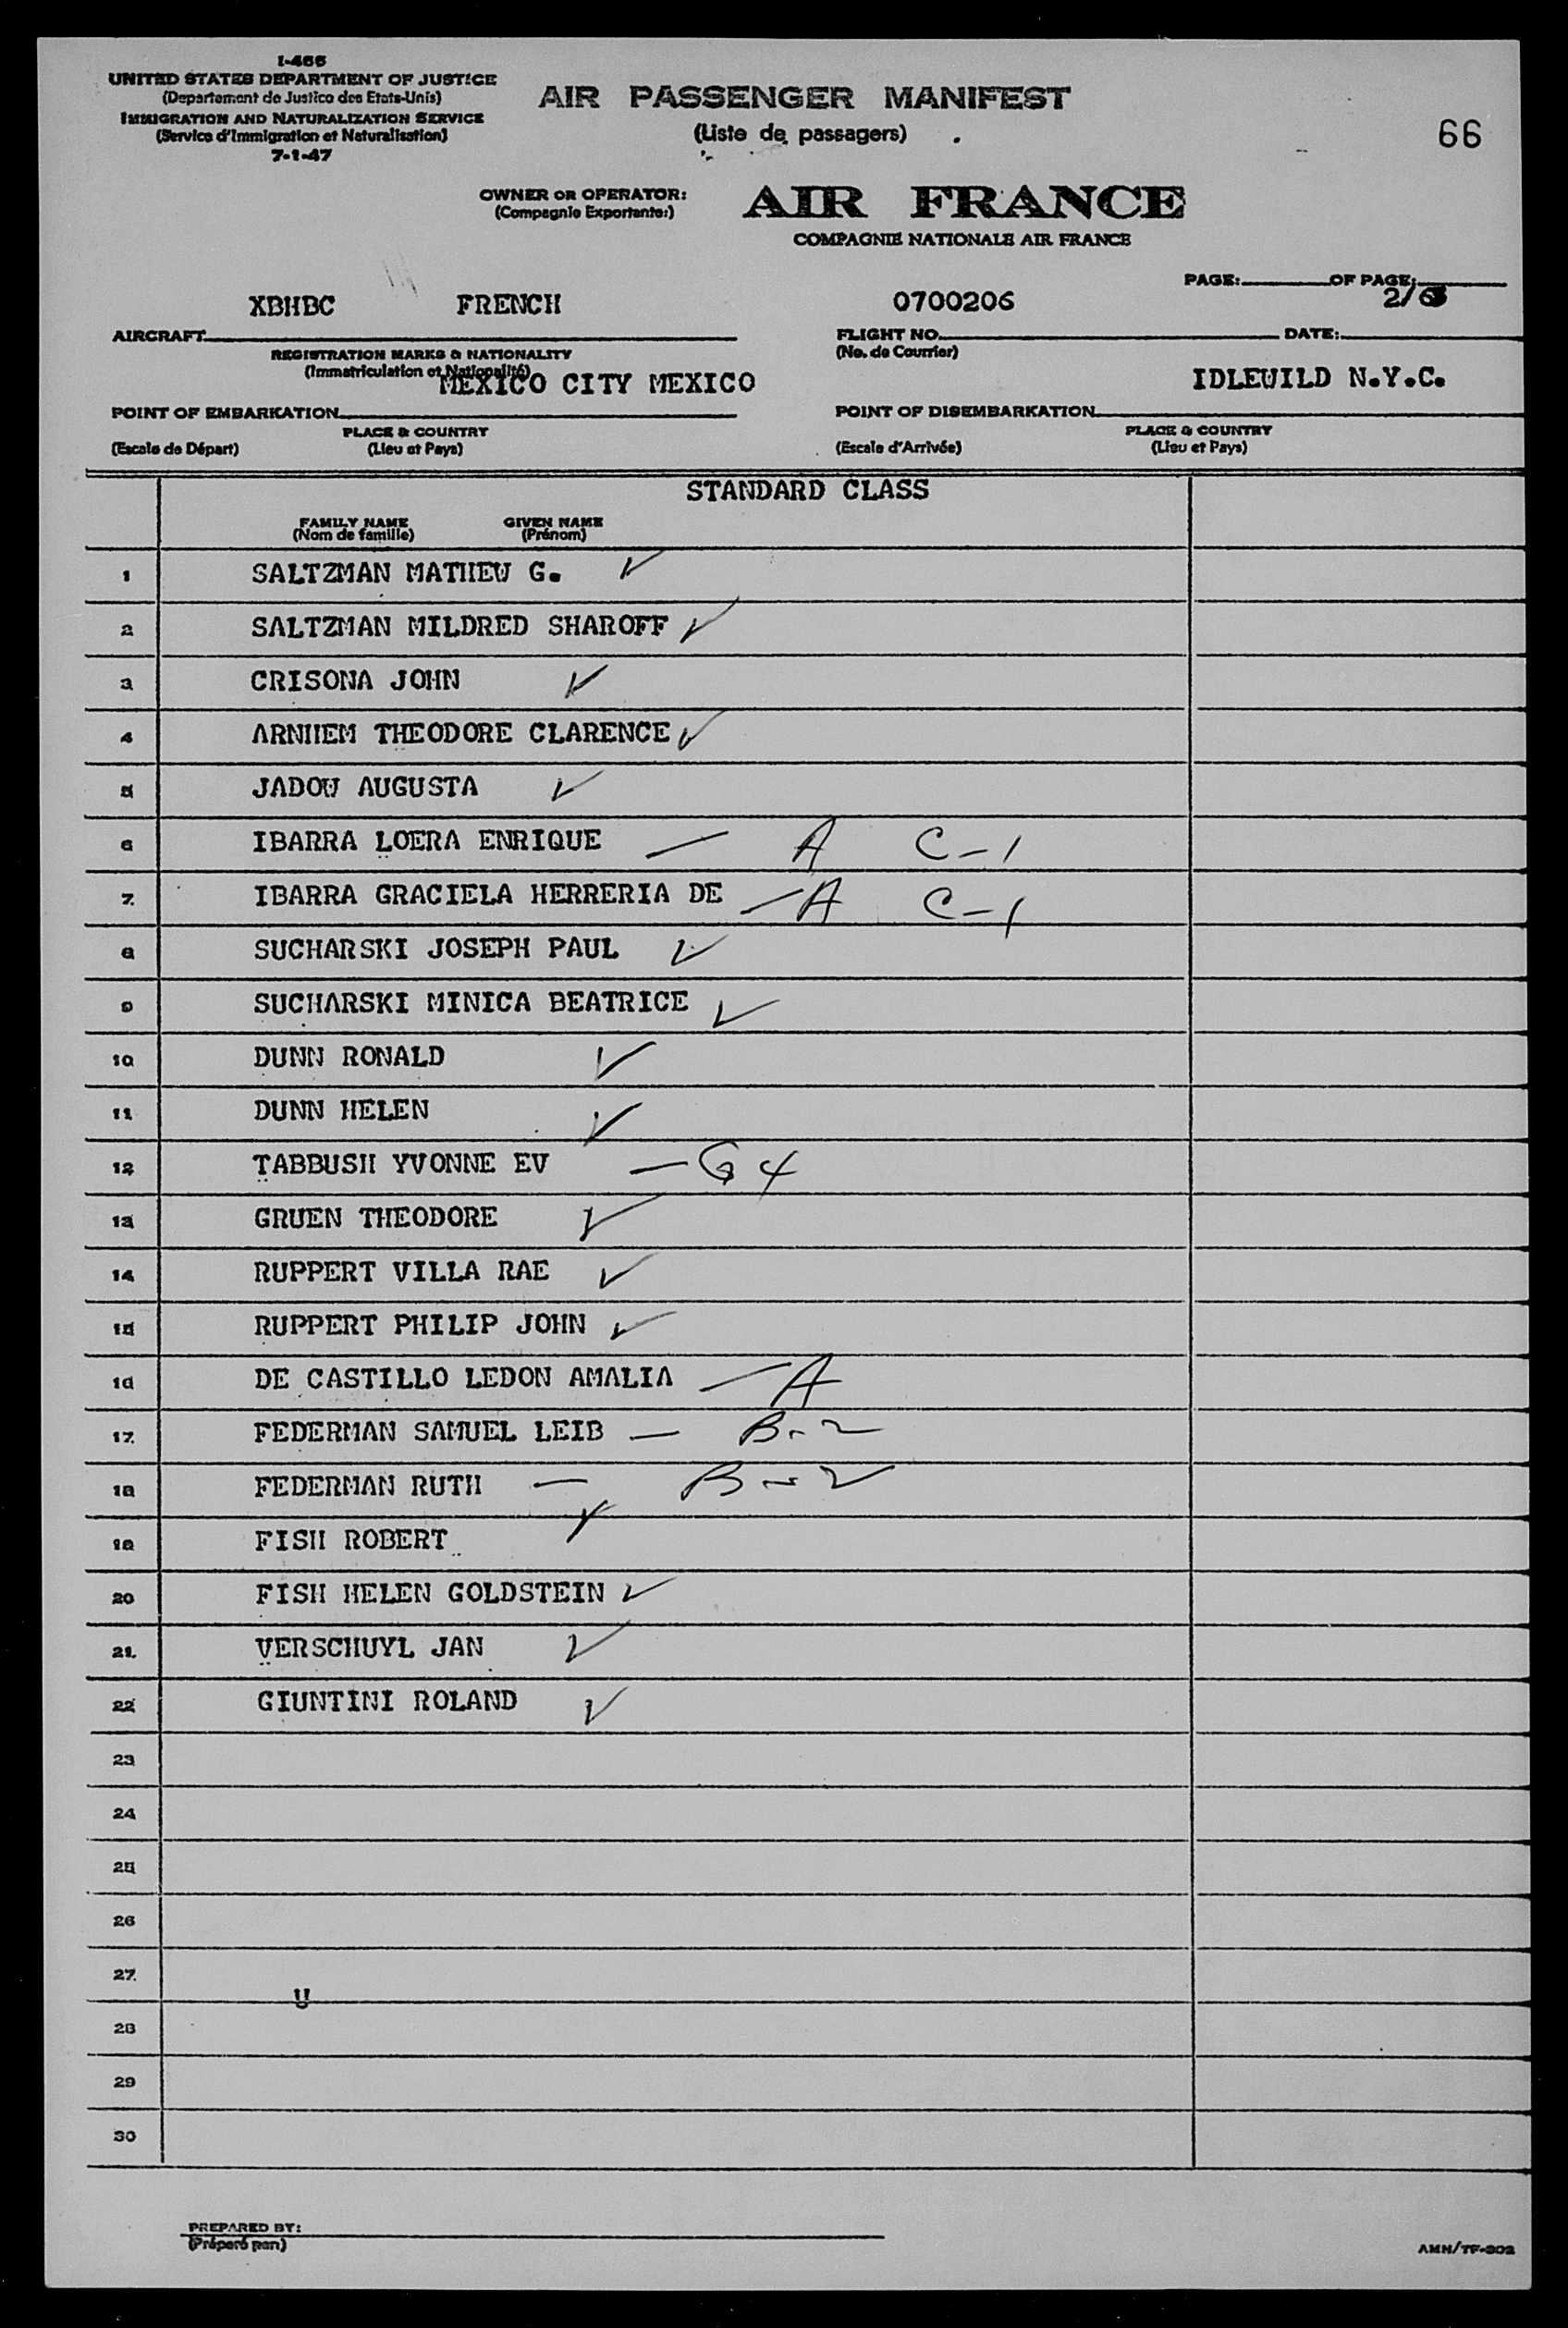 I-466
UNITED STATES DEPARTMENT OF JUSTICE
(Departement de Justice des Etats-Unis)
IMMIGRATION AND NATURALIZATION SERVICE
(Service d'Immigration et Naturalisation)
7-1-47
AIR PASSENGER MANIFEST
(Liste de passagers)
66
OWNER OR OPERATOR:
(Compagnie Exportante:)
AIR FRANCE
COMPAGNIE NATIONALE AIR FRANCE
PAGE: OF PAGE:
2/
XBHBC FRENCH 0700206
AIRCRAFT FLIGHT NO. DATE:
REGISTRATION MARKS & NATIONALITY (No. de Courrier)
(Immatriculation et Nationalité)
MEXICO CITY MEXICO IDLEWILD N.Y.C.
POINT OF EMBARKATION POINT OF DISEMBARKATION
PLACE & COUNTRY PLACE & COUNTRY
(Escale de Départ) (Lieu et Pays) (Escale d'Arrivée) (Lieu et Pays)
STANDARD CLASS
FAMILY NAME GIVEN NAME
(Nom de famille) (Prénom)
1 SALTZMAN MATHEW G. ✓
2 SALTZMAN MILDRED SHAROFF ✓
3 CRISONA JOHN ✓
4 ARNHEM THEODORE CLARENCE ✓
5 JADOW AUGUSTA ✓
6 IBARRA LOERA ENRIQUE — A C-1
7 IBARRA GRACIELA HERRERIA DE — A C-1
8 SUCHARSKI JOSEPH PAUL ✓
9 SUCHARSKI MINICA BEATRICE ✓
10 DUNN RONALD ✓
11 DUNN HELEN ✓
12 TABBUSH YVONNE EV — G 4
13 GRUEN THEODORE ✓
14 RUPPERT VILLA RAE ✓
15 RUPPERT PHILIP JOHN ✓
16 DE CASTILLO LEDON AMALIA — A
17 FEDERMAN SAMUEL LEIB — B-2
18 FEDERMAN RUTH — B-2
19 FISH ROBERT ✓
20 FISH HELEN GOLDSTEIN ✓
21 VERSCHUYL JAN ✓
22 GIUNTINI ROLAND ✓
23
24
25
26
27
28
29
30
PREPARED BY:
(Préparé par)
AMN/TF-302